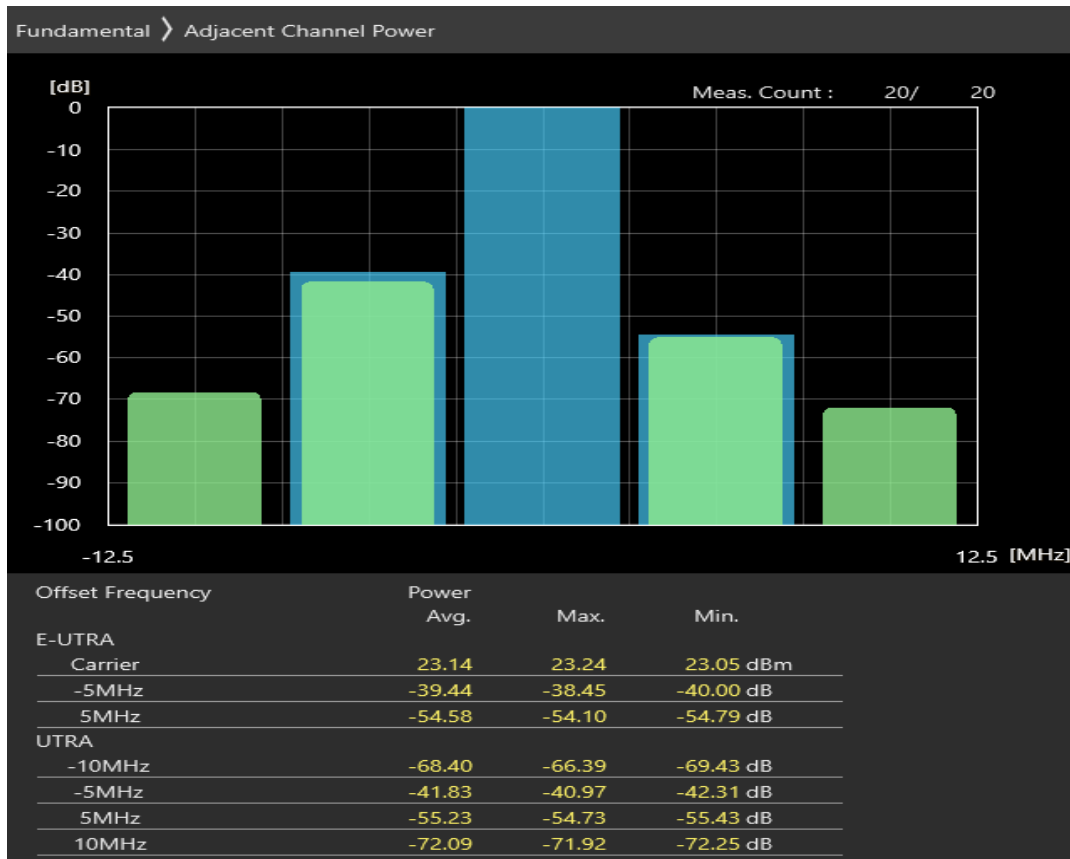 Fundamental ❯ Adjacent Channel Power
[dB]
Meas. Count : 20/ 20
0
-10
-20
-30
-40
-50
-60
-70
-80
-90
-100
-12.5 12.5 [MHz]
Offset Frequency Power
Avg. Max. Min.
E-UTRA
Carrier 23.14 23.24 23.05 dBm
-5MHz -39.44 -38.45 -40.00 dB
5MHz -54.58 -54.10 -54.79 dB
UTRA
-10MHz -68.40 -66.39 -69.43 dB
-5MHz -41.83 -40.97 -42.31 dB
5MHz -55.23 -54.73 -55.43 dB
10MHz -72.09 -71.92 -72.25 dB